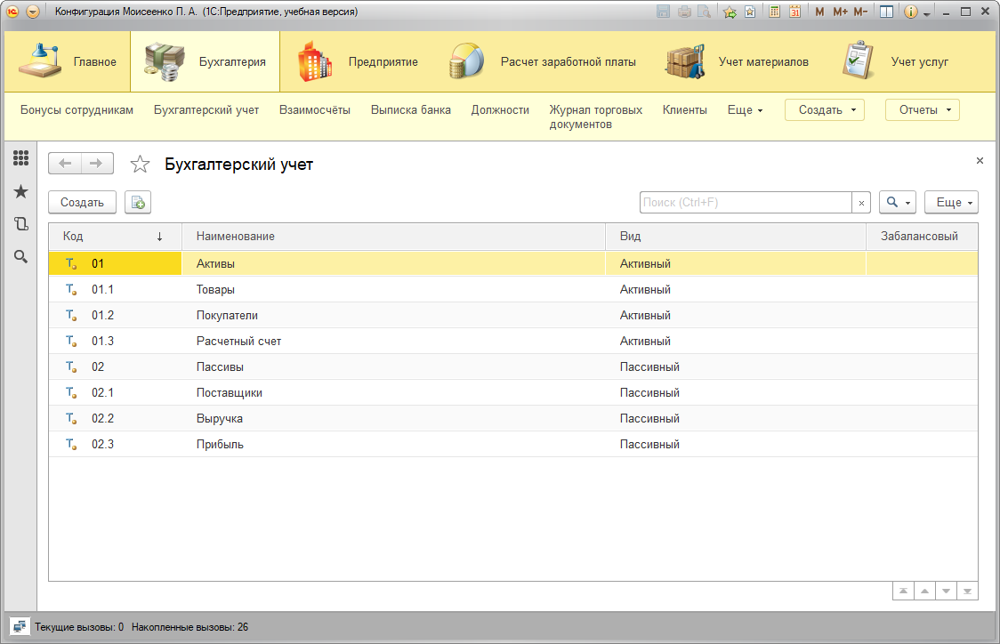 Конфигурация Моисеенко П. А. (1С:Предприятие, учебная версия)
M M+ M-
31
Главное
Бухгалтерия
Предприятие
Расчет заработной платы
Учет материалов
Учет услуг
Бонусы сотрудникам
Бухгалтерский учет
Взаимосчёты
Выписка банка
Должности
Журнал торговых
документов
Клиенты
Еще
Создать
Отчеты
Бухгалтерский учет
Создать
Поиск (Ctrl+F)
Еще
Код Наименование Вид Забалансовый
01 Активы Активный
01.1 Товары Активный
01.2 Покупатели Активный
01.3 Расчетный счет Активный
02 Пассивы Пассивный
02.1 Поставщики Пассивный
02.2 Выручка Пассивный
02.3 Прибыль Пассивный
Текущие вызовы: 0 Накопленные вызовы: 26